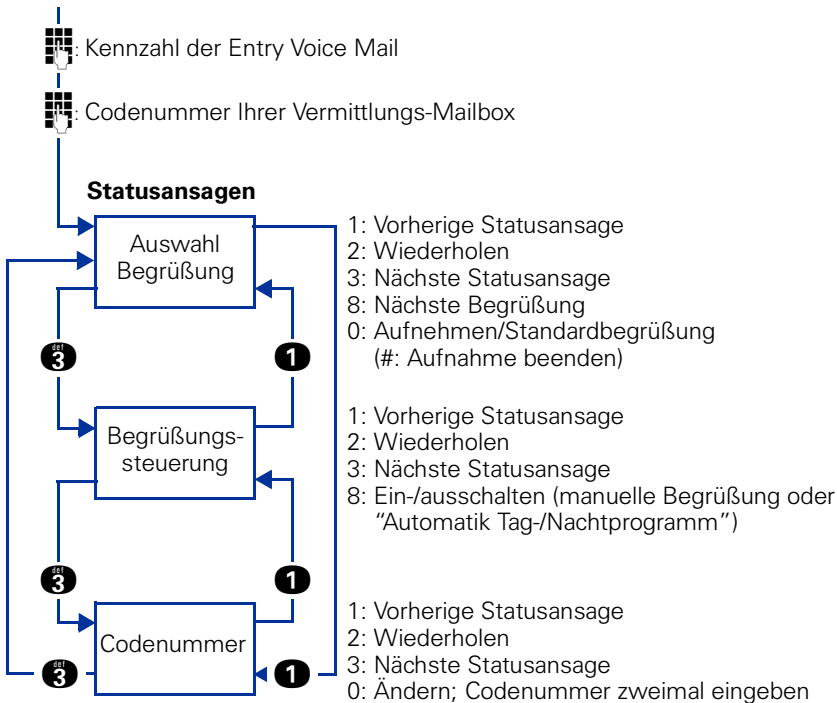 : Kennzahl der Entry Voice Mail
: Codenummer Ihrer Vermittlungs-Mailbox
Statusansagen
Auswahl
Begrüßung
1: Vorherige Statusansage
2: Wiederholen
3: Nächste Statusansage
8: Nächste Begrüßung
0: Aufnehmen/Standardbegrüßung
(#: Aufnahme beenden)
def
3
1
Begrüßungs-
steuerung
1: Vorherige Statusansage
2: Wiederholen
3: Nächste Statusansage
8: Ein-/ausschalten (manuelle Begrüßung oder
“Automatik Tag-/Nachtprogramm”)
def
3
1
Codenummer
1: Vorherige Statusansage
2: Wiederholen
3: Nächste Statusansage
0: Ändern; Codenummer zweimal eingeben
def
3
1